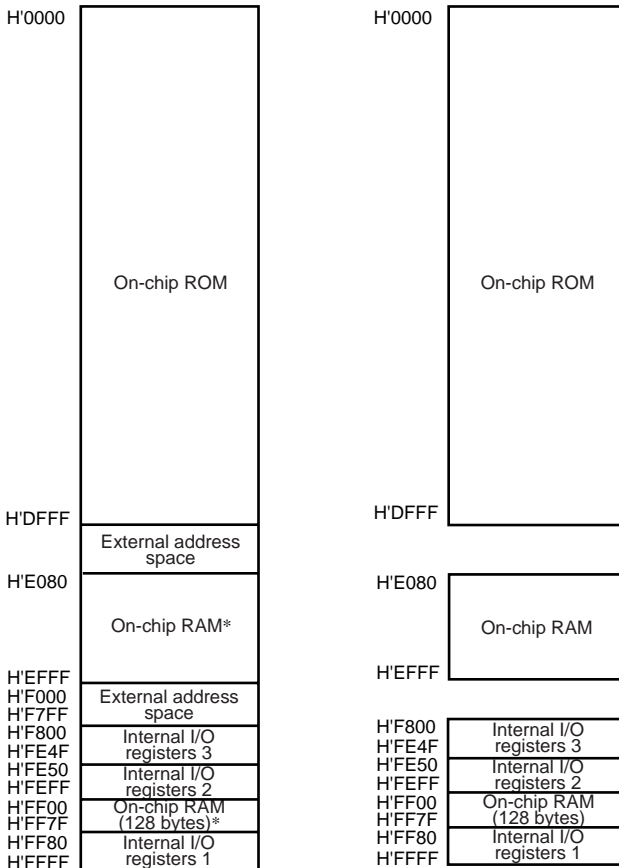 H'0000
On-chip ROM
H'DFFF
External address
space
H'E080
On-chip RAM*
H'EFFF
H'F000
External address
space
H'F7FF
H'F800
Internal I/O
registers 3
H'FE4F
H'FE50
Internal I/O
registers 2
H'FEFF
H'FF00
On-chip RAM
(128 bytes)*
H'FF7F
H'FF80
Internal I/O
registers 1
H'FFFF
H'0000
On-chip ROM
H'DFFF
H'E080
On-chip RAM
H'EFFF
H'F800
Internal I/O
registers 3
H'FE4F
H'FE50
Internal I/O
registers 2
H'FEFF
H'FF00
On-chip RAM
(128 bytes)
H'FF7F
H'FF80
Internal I/O
registers 1
H'FFFF